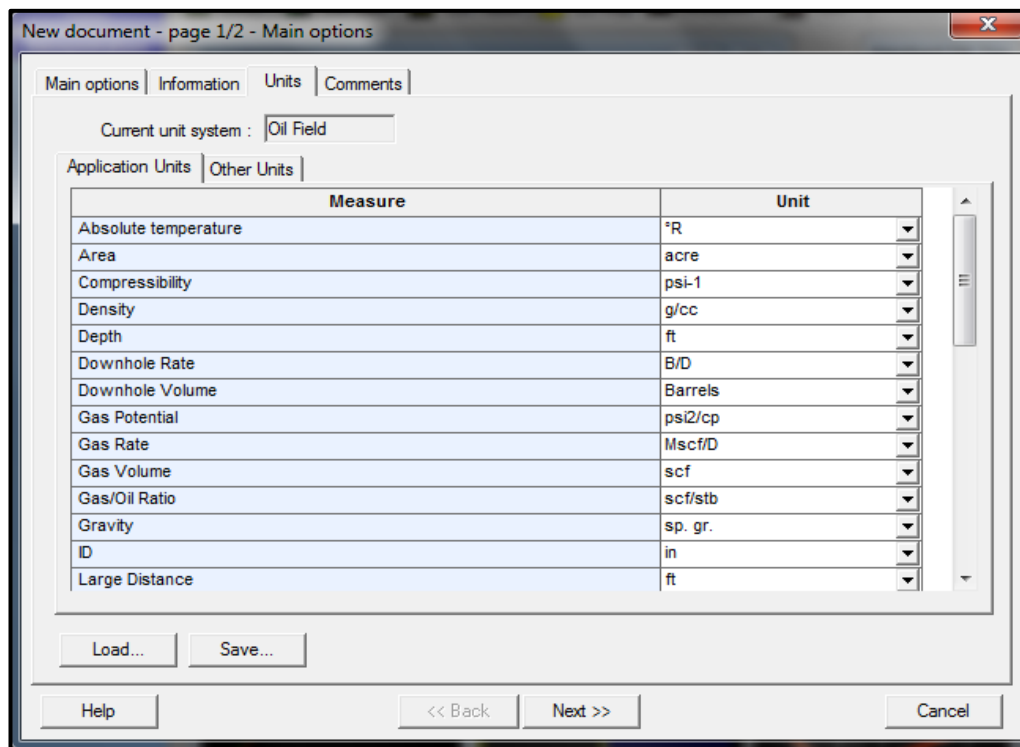 New document - page 1/2 - Main options
Main options Information Units Comments
Current unit system : Oil Field
Application Units Other Units
Measure Unit
Absolute temperature °R
Area acre
Compressibility psi-1
Density g/cc
Depth ft
Downhole Rate B/D
Downhole Volume Barrels
Gas Potential psi2/cp
Gas Rate Mscf/D
Gas Volume scf
Gas/Oil Ratio scf/stb
Gravity sp. gr.
ID in
Large Distance ft
Load... Save...
Help << Back Next >> Cancel